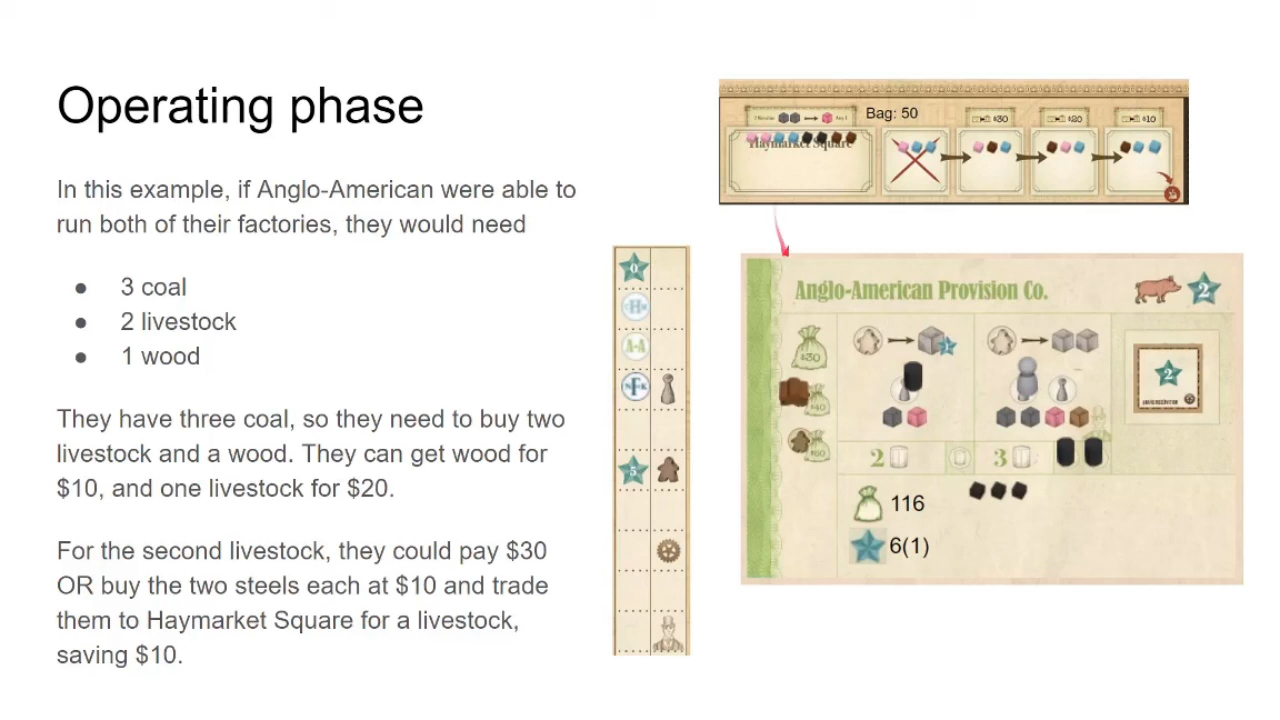 Operating phase
In this example, if Anglo-American were able to
run both of their factories, they would need
● 3 coal
● 2 livestock
● 1 wood
They have three coal, so they need to buy two
livestock and a wood. They can get wood for
$10, and one livestock for $20.
For the second livestock, they could pay $30
OR buy the two steels each at $10 and trade
them to Haymarket Square for a livestock,
saving $10.
Bag: 50
$30
$20
$10
Haymarket Square
0
A-A
5
Anglo-American Provision Co.
2
$30
$40
$60
2
2
3
116
6(1)